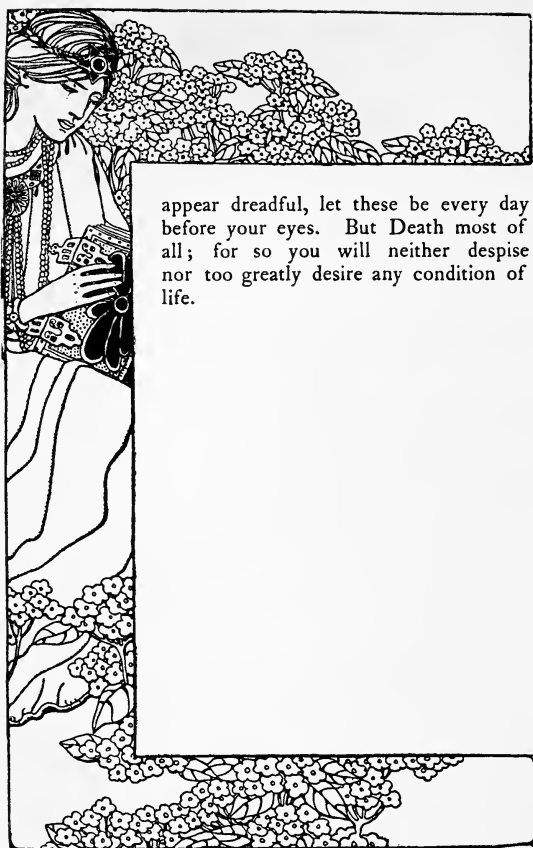 appear dreadful, let these be every day
before your eyes. But Death most of
all; for so you will neither despise
nor too greatly desire any condition of
life.